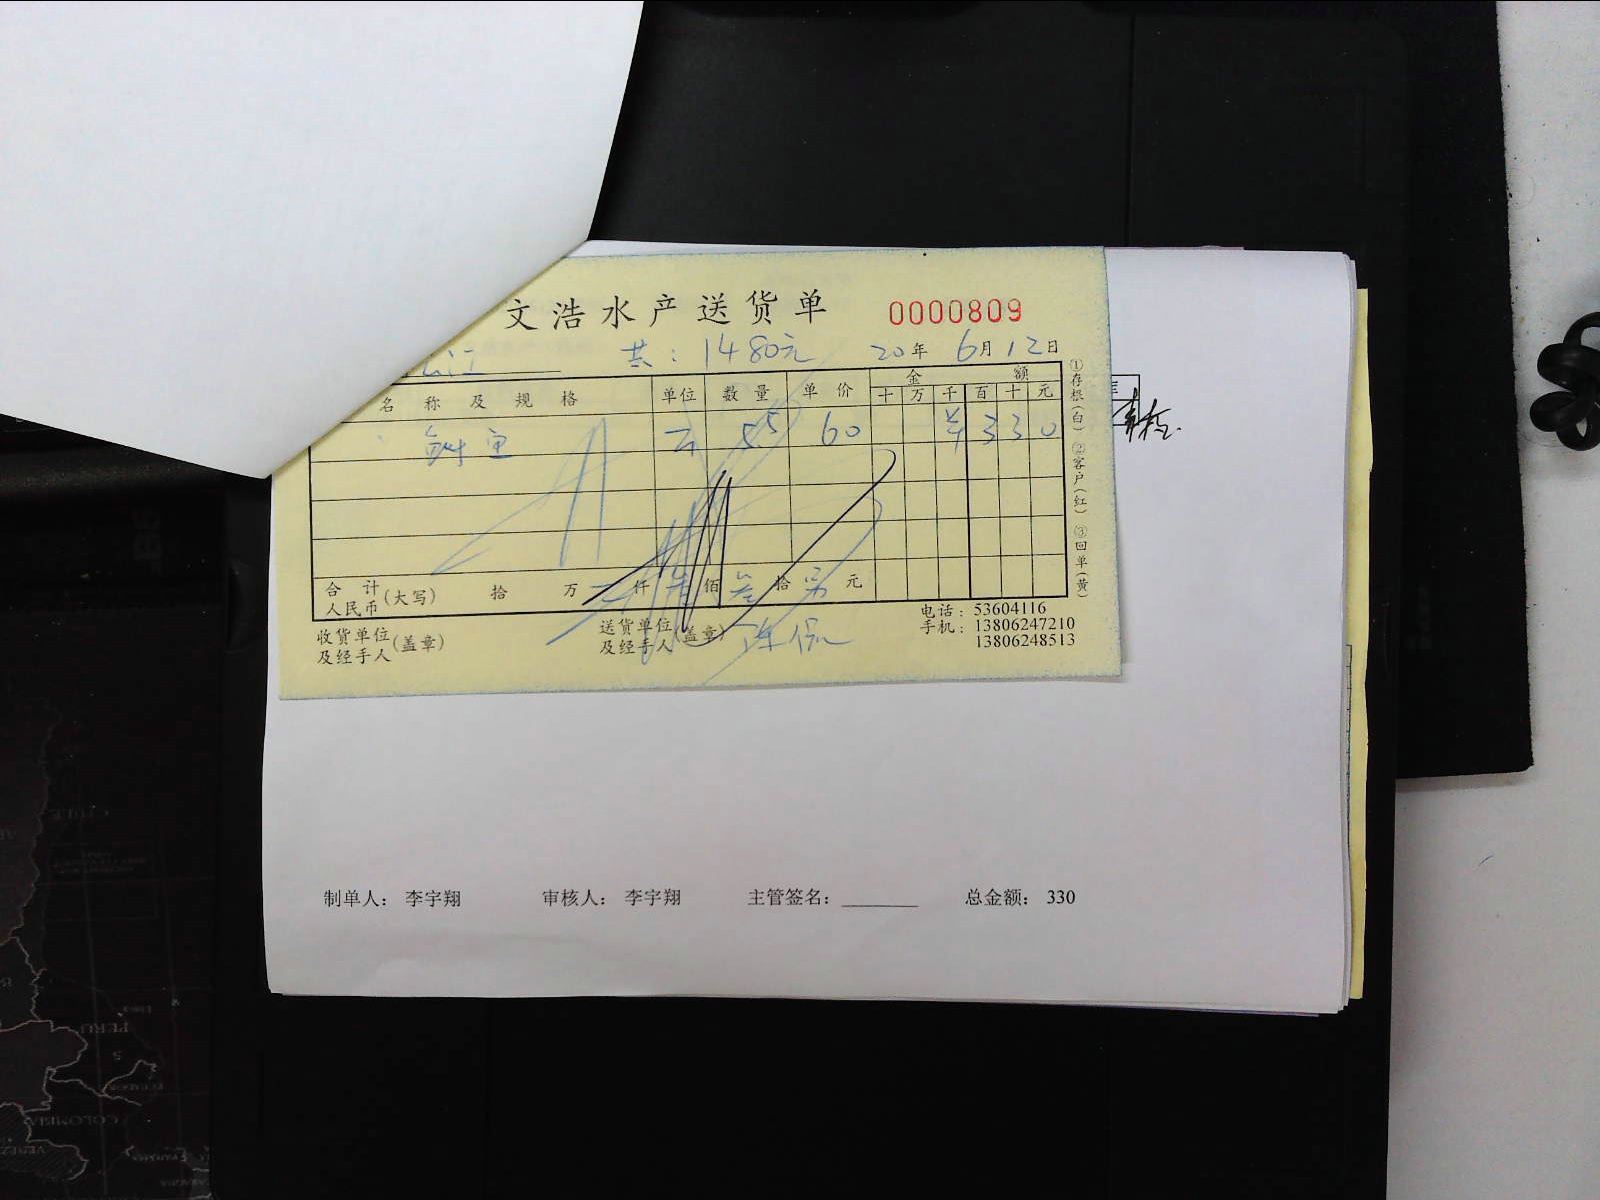 文浩水产送货单 0000809
共：1480元 20年6月12日
名称及规格 单位 数量 单价 金额
十 万 千 百 十 元
5.5 60 ¥ 3 3 0
合计人民币(大写) 拾 万 仟 佰 叁 拾 元
收货单位及经手人(盖章) 送货单位及经手人(盖章) 电话：53604116
手机：13806247210
13806248513
①存根(白) ②客户(红) ③回单(黄)
制单人： 李宇翔 审核人： 李宇翔 主管签名：________ 总金额： 330
CHILE
PERU
COLOMBIA